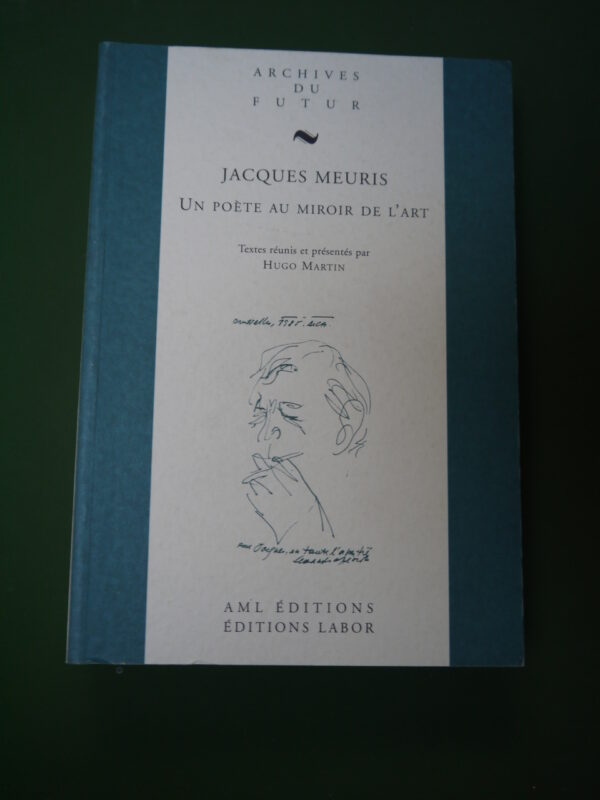 ARCHIVES
DU
FUTUR
JACQUES MEURIS
UN POÈTE AU MIROIR DE L'ART
Textes réunis et présentés par
HUGO MARTIN
AML ÉDITIONS
ÉDITIONS LABOR